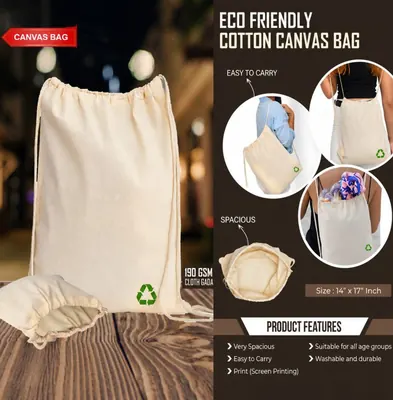 CANVAS BAG
190 GSM
CLOTH GADA
ECO FRIENDLY
COTTON CANVAS BAG
EASY TO CARRY
SPACIOUS
Size : 14" x 17" Inch
PRODUCT FEATURES
Very Spacious
Easy to Carry
Print (Screen Printing)
Suitable for all age groups
Washable and durable